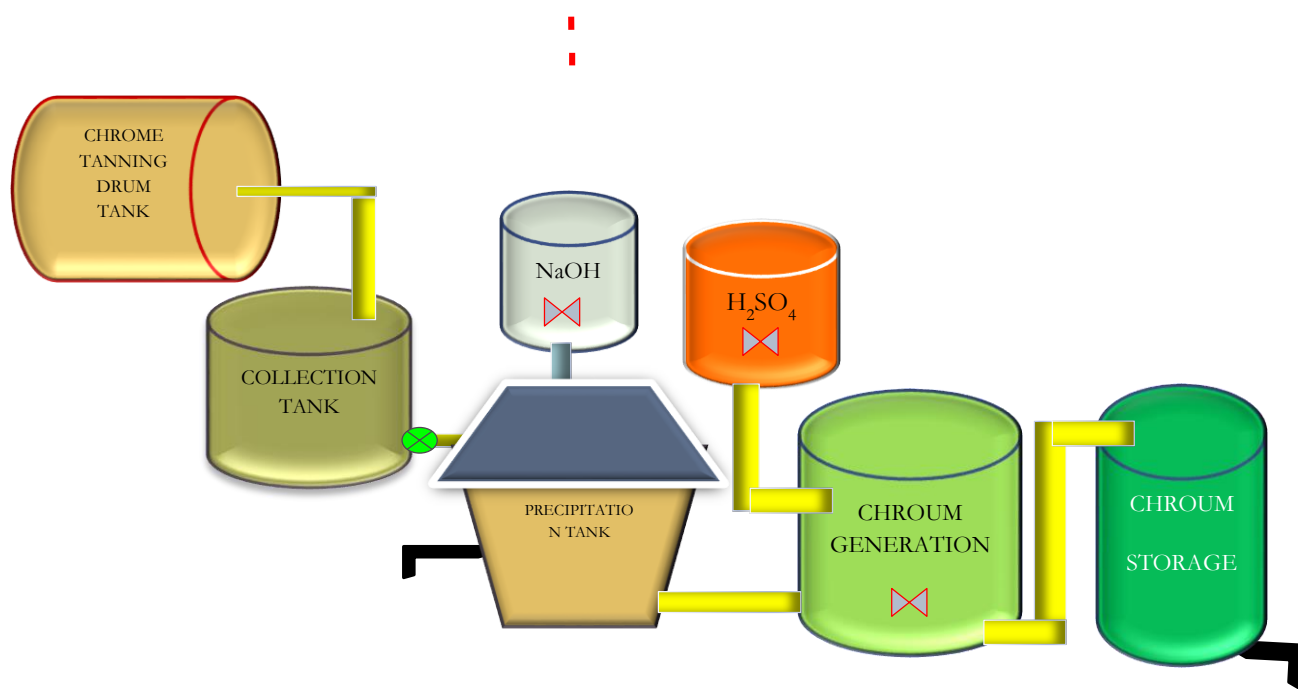 CHROME
TANNING
DRUM
TANK
COLLECTION
TANK
NaOH
H₂SO₄
PRECIPITATIO
N TANK
CHROUM
GENERATION
CHROUM
STORAGE